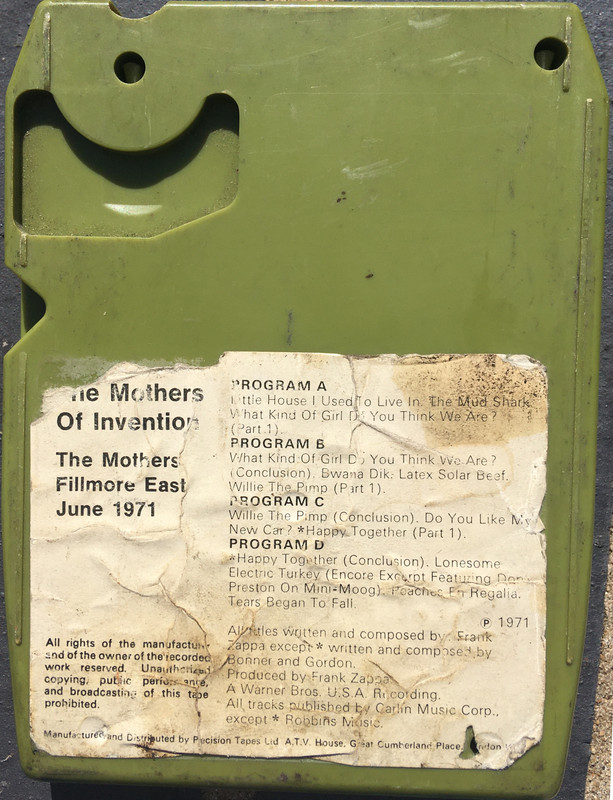 The Mothers
Of Invention
The Mothers
Fillmore East
June 1971
PROGRAM A
Little House I Used To Live In. The Mud Shark.
What Kind Of Girl Do You Think We Are?
(Part 1).
PROGRAM B
What Kind Of Girl Do You Think We Are?
(Conclusion). Bwana Dik. Latex Solar Beef.
Willie The Pimp (Part 1).
PROGRAM C
Willie The Pimp (Conclusion). Do You Like My
New Car? *Happy Together (Part 1).
PROGRAM D
*Happy Together (Conclusion). Lonesome
Electric Turkey (Encore Excerpt Featuring Don
Preston On Mini-Moog). Peaches En Regalia.
Tears Began To Fall.
℗ 1971
All titles written and composed by Frank
Zappa except * written and composed by
Bonner and Gordon.
Produced by Frank Zappa.
A Warner Bros. U.S.A. Recording.
All tracks published by Carlin Music Corp.,
except * Robbins Music.
All rights of the manufacturer
and of the owner of the recorded
work reserved. Unauthorized
copying, public performance,
and broadcasting of this tape
prohibited.
Manufactured and Distributed by Precision Tapes Ltd. A.T.V. House, Great Cumberland Place, London